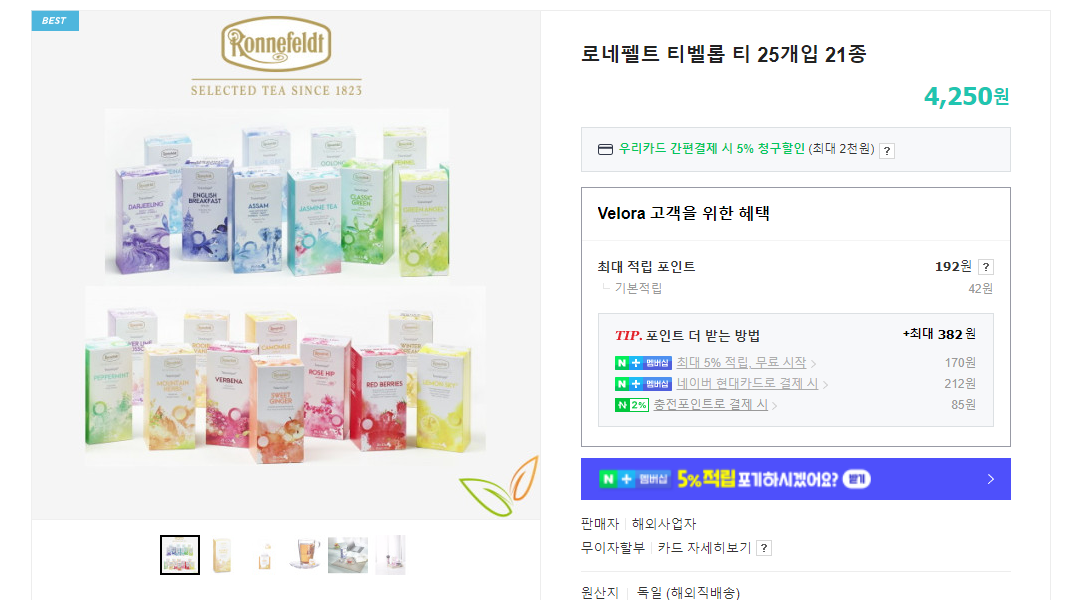 BEST
Ronnefeldt
SELECTED TEA SINCE 1823
로네펠트 티벨롭 티 25개입 21종
4,250원
우리카드 간편결제 시 5% 청구할인 (최대 2천원) ?
Velora 고객을 위한 혜택
최대 적립 포인트 192원 ?
기본적립 42원
TIP. 포인트 더 받는 방법 +최대 382원
N + 멤버십 최대 5% 적립, 무료 시작 170원
N + 멤버십 네이버 현대카드로 결제 시 212원
N 2% 충전포인트로 결제 시 85원
N + 멤버십 5%적립 포기하시겠어요? 받기
판매자 해외사업자
무이자할부 카드 자세히보기 ?
원산지 독일 (해외직배송)
OOLONG
DARJEELING
ENGLISH BREAKFAST
ASSAM
JASMINE TEA
CLASSIC GREEN
GREEN ANGEL
PEPPERMINT
MOUNTAIN HERBS
VERBENA
SWEET GINGER
ROSE HIP
RED BERRIES
WINTER